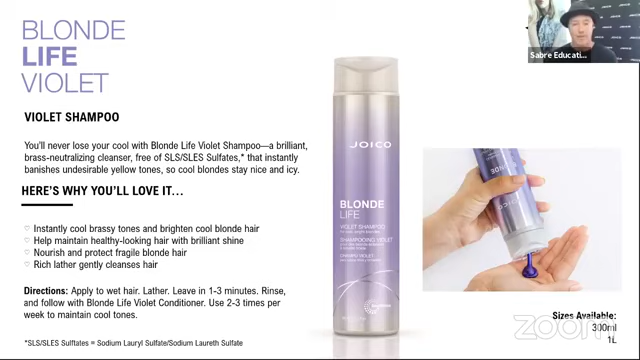 BLONDE
LIFE
VIOLET
VIOLET SHAMPOO
You'll never lose your cool with Blonde Life Violet Shampoo—a brilliant,
brass-neutralizing cleanser, free of SLS/SLES Sulfates,* that instantly
banishes undesirable yellow tones, so cool blondes stay nice and icy.
HERE'S WHY YOU'LL LOVE IT...
♡ Instantly cool brassy tones and brighten cool blonde hair
♡ Help maintain healthy-looking hair with brilliant shine
♡ Nourish and protect fragile blonde hair
♡ Rich lather gently cleanses hair
Directions: Apply to wet hair. Lather. Leave in 1-3 minutes. Rinse,
and follow with Blonde Life Violet Conditioner. Use 2-3 times per
week to maintain cool tones.
*SLS/SLES Sulftates = Sodium Lauryl Sulfate/Sodium Laureth Sulfate
JOICO
BLONDE
LIFE
VIOLET SHAMPOO
SHAMPOOING VIOLET
CHAMPÚ VIOLET
Sabre Educati...
Sizes Available:
300ml
1L
zoom